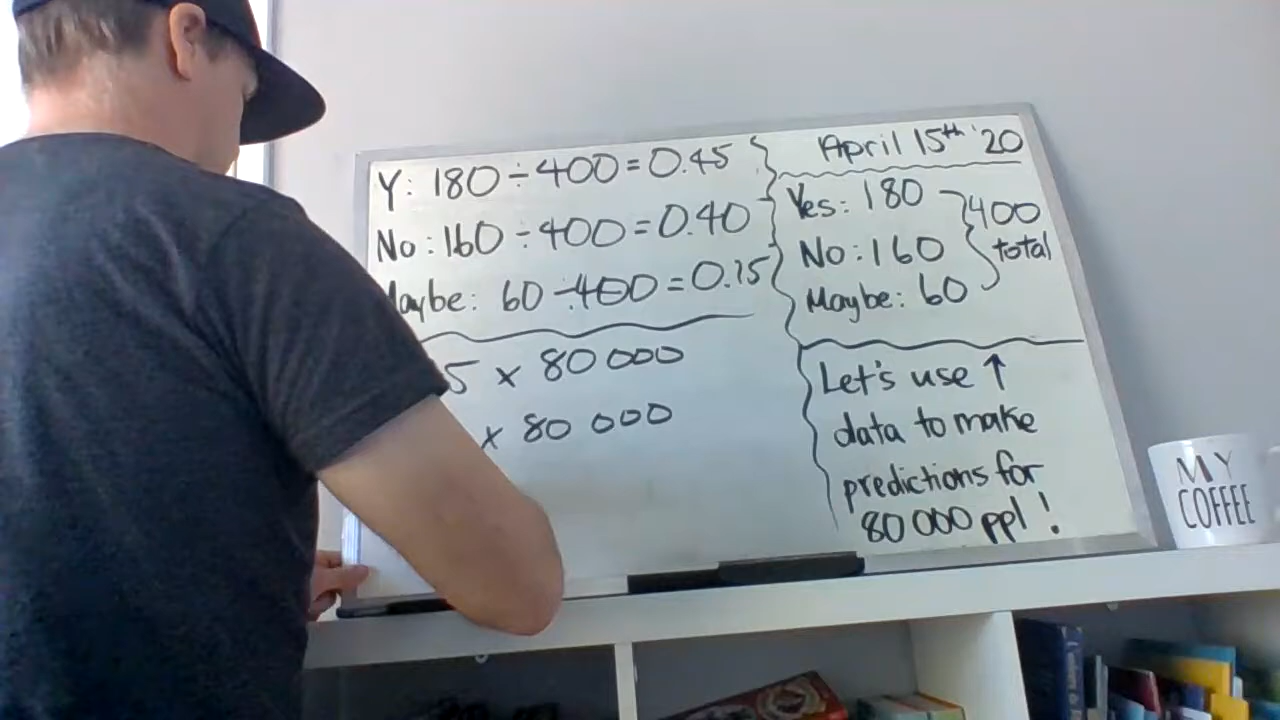 Y: 180 ÷ 400 = 0.45
No: 160 ÷ 400 = 0.40
Maybe: 60 ÷ 400 = 0.15
5 x 80 000
x 80 000
April 15th '20
Yes: 180
No: 160
Maybe: 60
400
total
Let's use ↑
data to make
predictions for
80 000 ppl!
MY
COFFEE